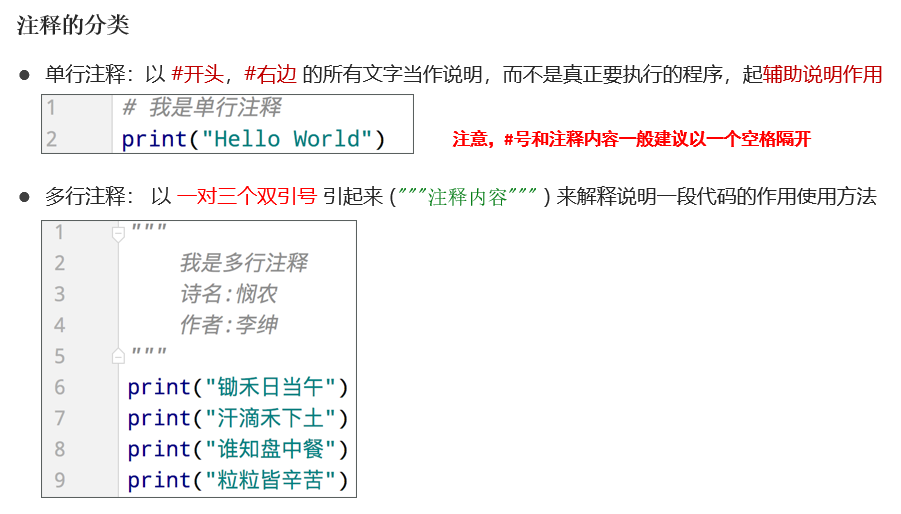 注释的分类
● 单行注释：以 #开头，#右边 的所有文字当作说明，而不是真正要执行的程序，起辅助说明作用
1 # 我是单行注释
2 print("Hello World")
注意，#号和注释内容一般建议以一个空格隔开
● 多行注释： 以 一对三个双引号 引起来 ("""注释内容""" ) 来解释说明一段代码的作用使用方法
1 """
2 我是多行注释
3 诗名:悯农
4 作者:李绅
5 """
6 print("锄禾日当午")
7 print("汗滴禾下土")
8 print("谁知盘中餐")
9 print("粒粒皆辛苦")